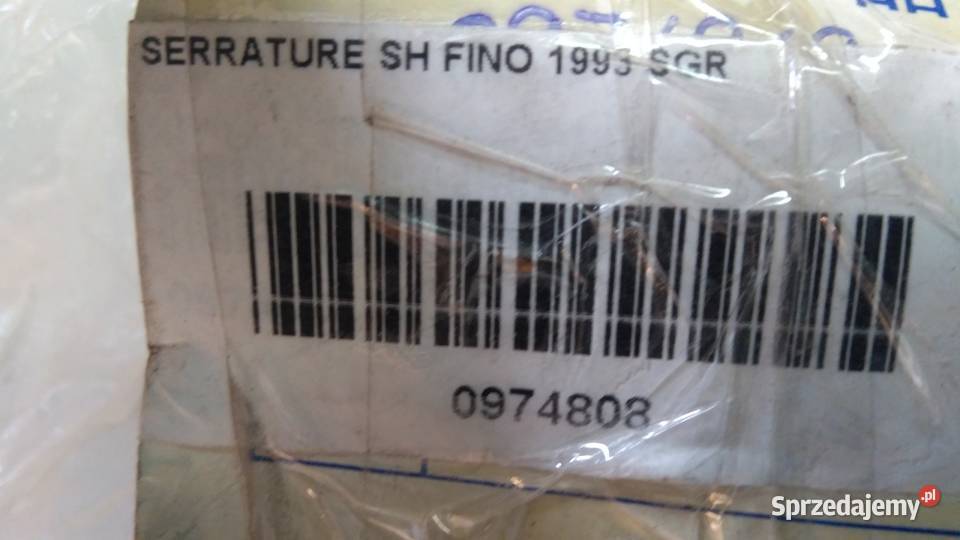 SERRATURE SH FINO 1993 SGR
0974808
Sprzedajemy.pl